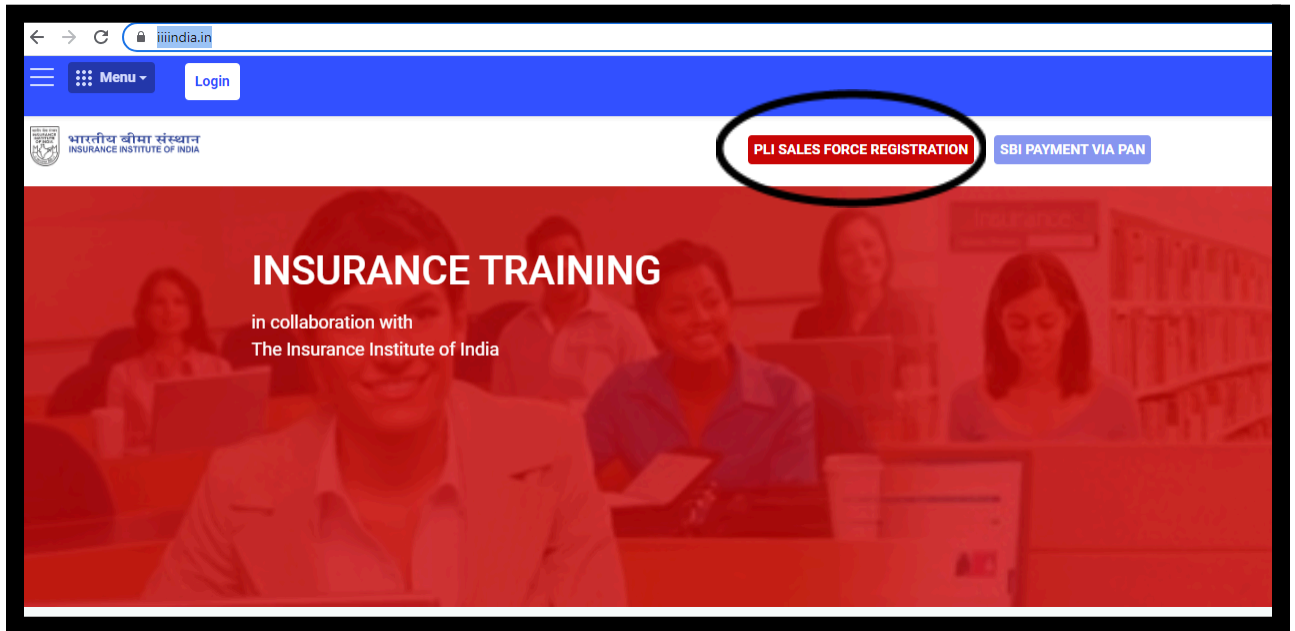 iiiindia.in
Menu
Login
भारतीय बीमा संस्थान
INSURANCE INSTITUTE OF INDIA
PLI SALES FORCE REGISTRATION
SBI PAYMENT VIA PAN
INSURANCE TRAINING
in collaboration with
The Insurance Institute of India